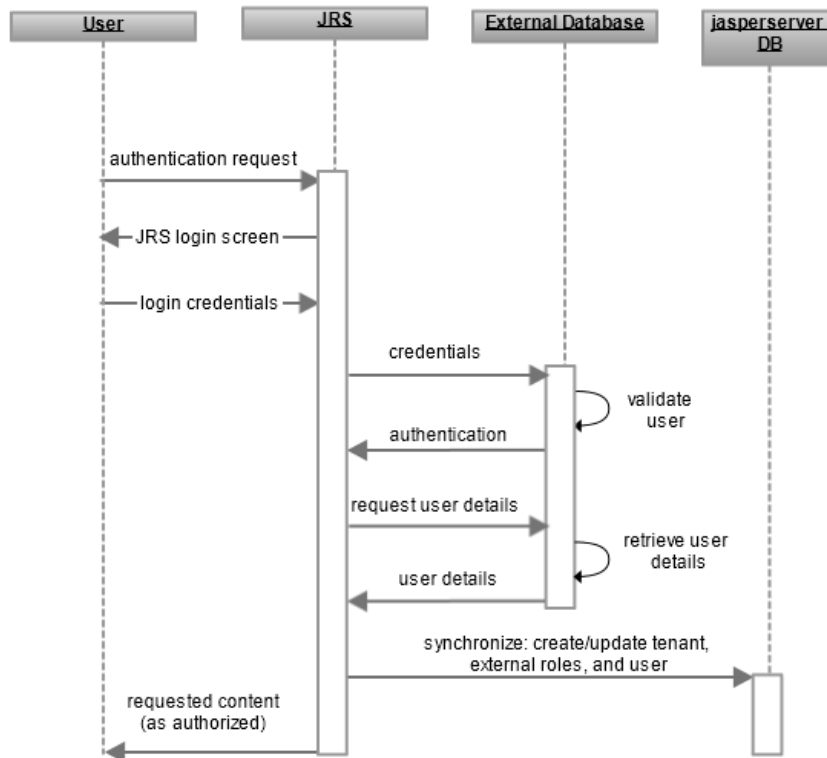 User
JRS
External Database
jasperserver
DB
authentication request
JRS login screen
login credentials
credentials
validate
user
authentication
request user details
retrieve user
details
user details
synchronize: create/update tenant,
external roles, and user
requested content
(as authorized)